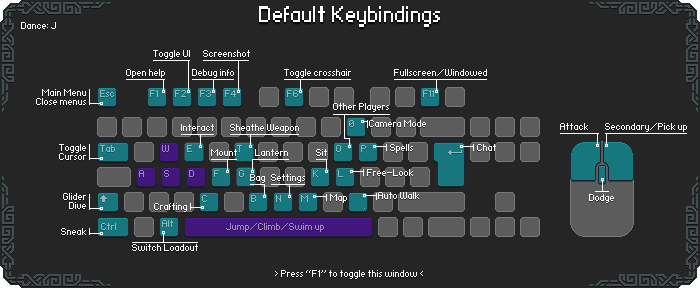 Default Keybindings
Dance: J
Toggle UI
Screenshot
Open help
Debug info
Toggle crosshair
Fullscreen/Windowed
Main Menu
Close menus
Esc
F1
F2
F3
F4
F6
F11
Other Players
0
Camera Mode
Interact
Sheathe Weapon
Attack
Secondary/Pick up
Toggle
Cursor
Tab
W
E
T
O
P
Spells
Chat
Mount
Lantern
Sit
A
S
D
F
G
K
L
Free-Look
Bag
Settings
Glider
Dive
Crafting
C
B
N
M
Map
Auto Walk
Dodge
Sneak
Ctrl
Alt
Jump/Climb/Swim up
Switch Loadout
> Press "F1" to toggle this window <